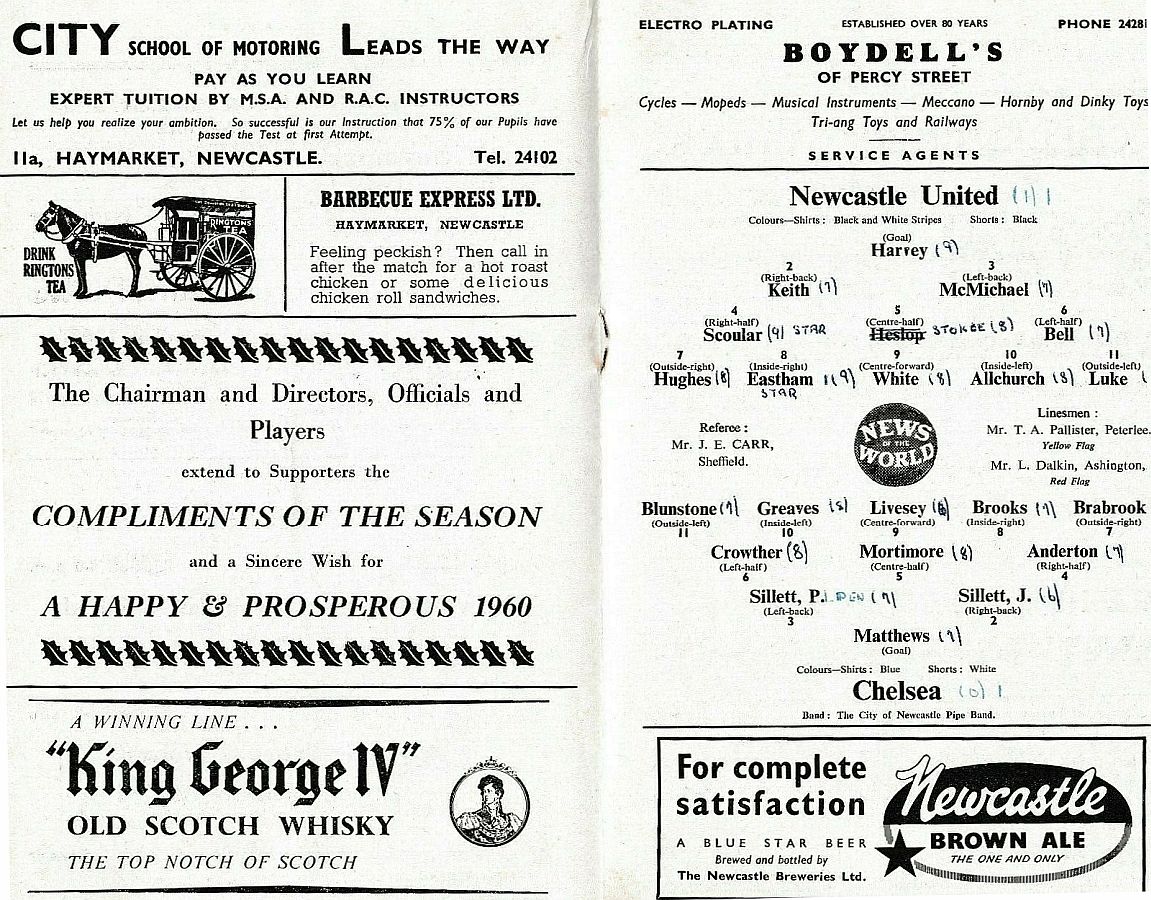 CITY SCHOOL OF MOTORING LEADS THE WAY
PAY AS YOU LEARN
EXPERT TUITION BY M.S.A. AND R.A.C. INSTRUCTORS
Let us help you realize your ambition. So successful is our Instruction that 75% of our Pupils have
passed the Test at first Attempt.
11a, HAYMARKET, NEWCASTLE. Tel. 24102
DRINK
RINGTONS
TEA
RINGTONS
TEA
BARBECUE EXPRESS LTD.
HAYMARKET, NEWCASTLE
Feeling peckish? Then call in
after the match for a hot roast
chicken or some delicious
chicken roll sandwiches.
The Chairman and Directors, Officials and
Players
extend to Supporters the
COMPLIMENTS OF THE SEASON
and a Sincere Wish for
A HAPPY & PROSPEROUS 1960
A WINNING LINE . . .
"King George IV"
OLD SCOTCH WHISKY
THE TOP NOTCH OF SCOTCH
ELECTRO PLATING ESTABLISHED OVER 80 YEARS PHONE 24281
BOYDELL'S
OF PERCY STREET
Cycles — Mopeds — Musical Instruments — Meccano — Hornby and Dinky Toys
Tri-ang Toys and Railways
SERVICE AGENTS
Newcastle United (1) 1
Colours—Shirts: Black and White Stripes Shorts: Black
(Goal)
Harvey (9)
2 3
(Right-back) (Left-back)
Keith (7) McMichael (7)
4 5 6
(Right-half) (Centre-half) (Left-half)
Scoular (9) STAR Heslop STOKOE (8) Bell (7)
7 8 9 10 11
(Outside-right) (Inside-right) (Centre-forward) (Inside-left) (Outside-left)
Hughes (8) Eastham 1 (9) White (8) Allchurch (8) Luke (
STAR
Referee:
Mr. J. E. CARR,
Sheffield.
NEWS
OF THE
WORLD
Linesmen:
Mr. T. A. Pallister, Peterlee.
Yellow Flag
Mr. L. Dalkin, Ashington,
Red Flag
Blunstone (7) Greaves (8) Livesey Brooks (7) Brabrook
(Outside-left) (Inside-left) (Centre-forward) (Inside-right) (Outside-right)
11 10 9 8 7
Crowther (8) Mortimore (8) Anderton (7)
(Left-half) (Centre-half) (Right-half)
6 5 4
Sillett, P. 1 PEN (7) Sillett, J. (6)
(Left-back) (Right-back)
3 2
Matthews (7)
(Goal)
Colours—Shirts: Blue Shorts: White
Chelsea (0) 1
Band: The City of Newcastle Pipe Band.
For complete
satisfaction
A BLUE STAR BEER
Brewed and bottled by
The Newcastle Breweries Ltd.
Newcastle
BROWN ALE
THE ONE AND ONLY